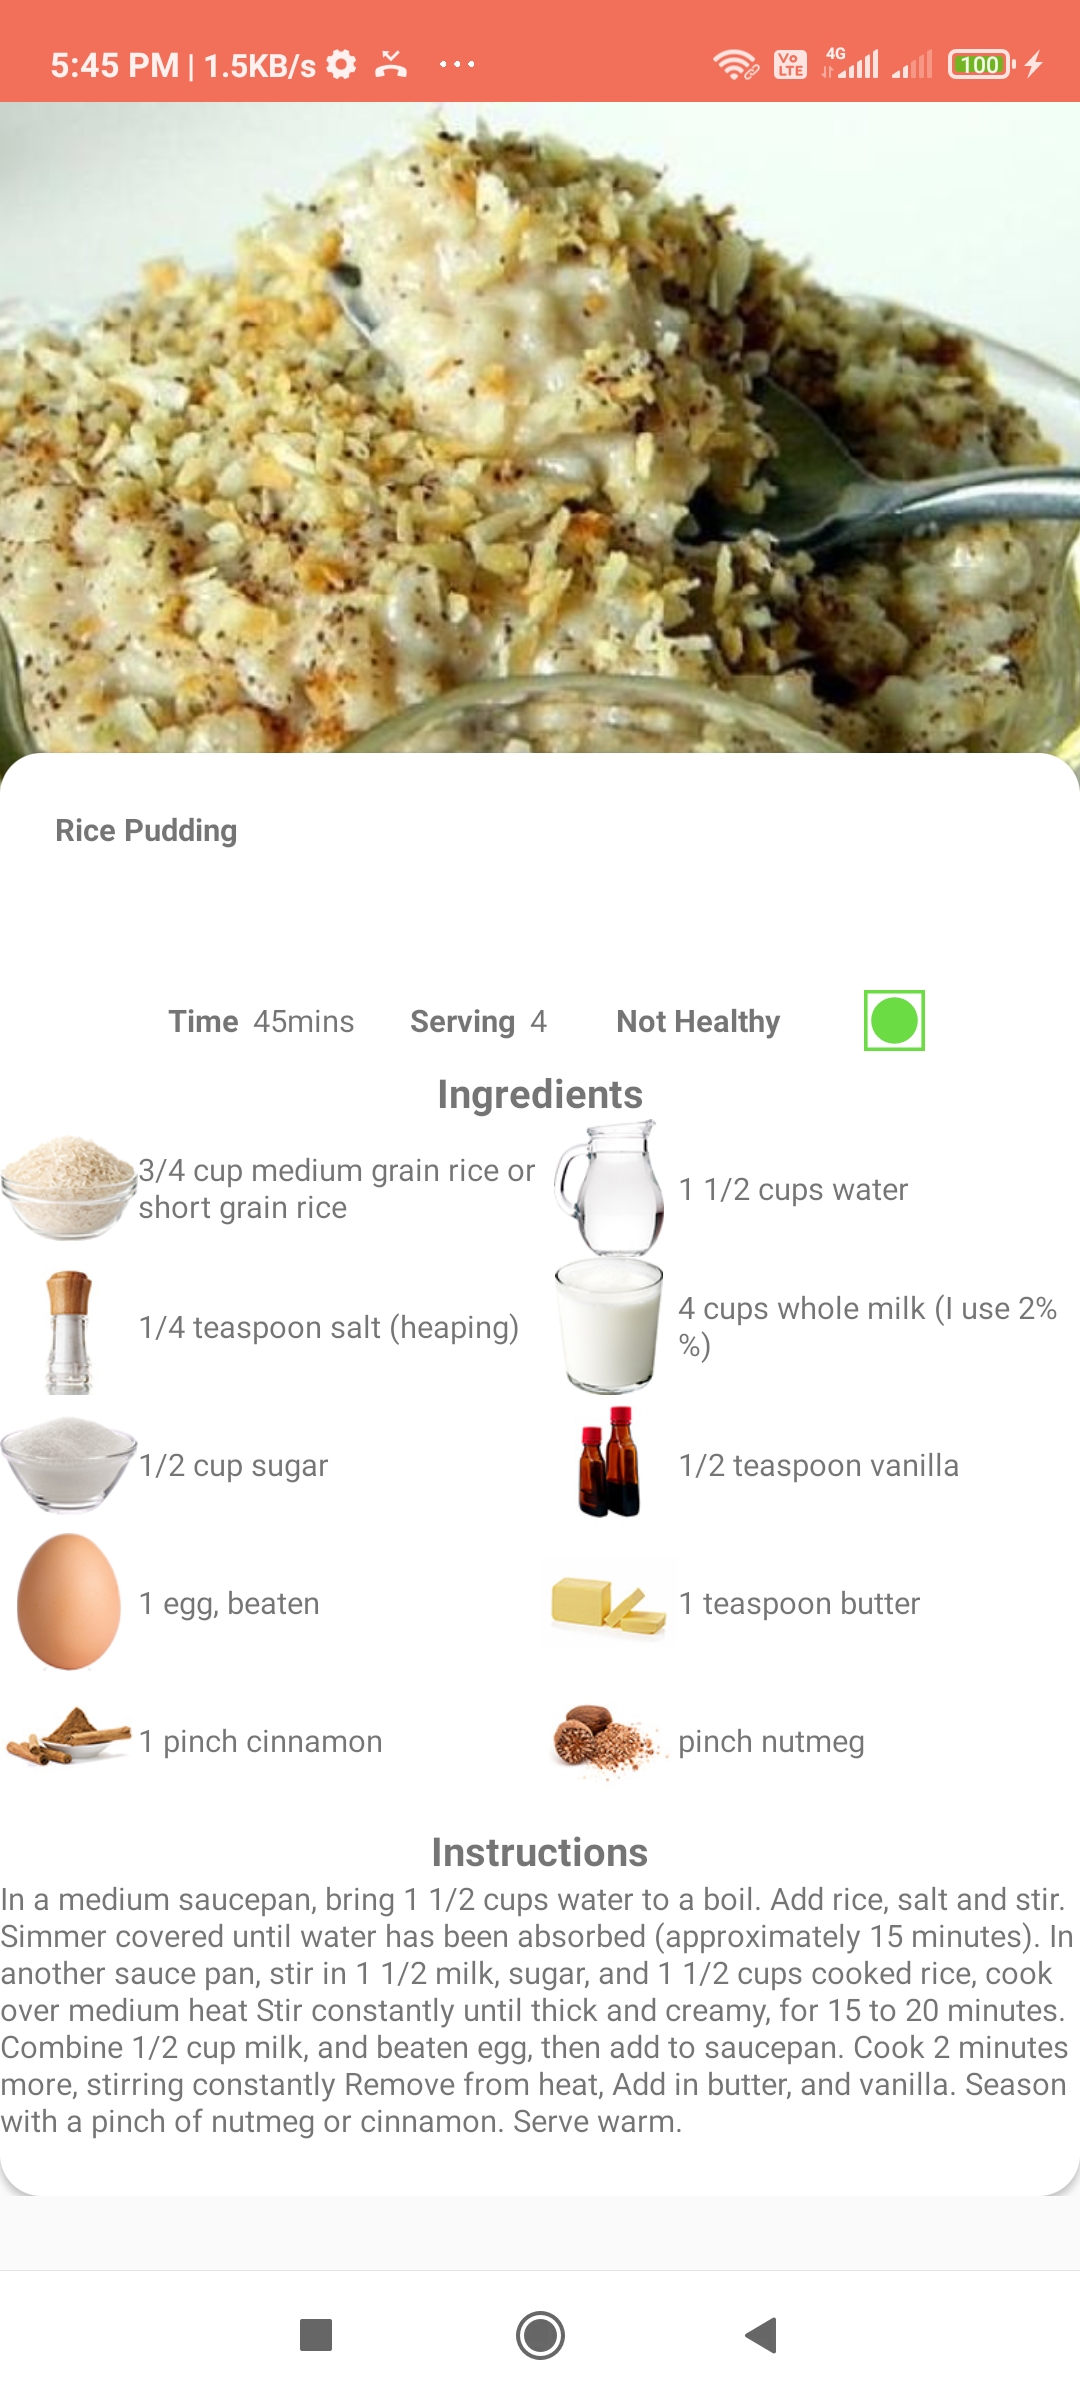 5:45 PM | 1.5KB/s
Vo LTE
4G
100
Rice Pudding
Time 45mins Serving 4 Not Healthy
Ingredients
3/4 cup medium grain rice or
short grain rice
1 1/2 cups water
1/4 teaspoon salt (heaping)
4 cups whole milk (I use 2%
%)
1/2 cup sugar
1/2 teaspoon vanilla
1 egg, beaten
1 teaspoon butter
1 pinch cinnamon
pinch nutmeg
Instructions
In a medium saucepan, bring 1 1/2 cups water to a boil. Add rice, salt and stir.
Simmer covered until water has been absorbed (approximately 15 minutes). In
another sauce pan, stir in 1 1/2 milk, sugar, and 1 1/2 cups cooked rice, cook
over medium heat Stir constantly until thick and creamy, for 15 to 20 minutes.
Combine 1/2 cup milk, and beaten egg, then add to saucepan. Cook 2 minutes
more, stirring constantly Remove from heat, Add in butter, and vanilla. Season
with a pinch of nutmeg or cinnamon. Serve warm.